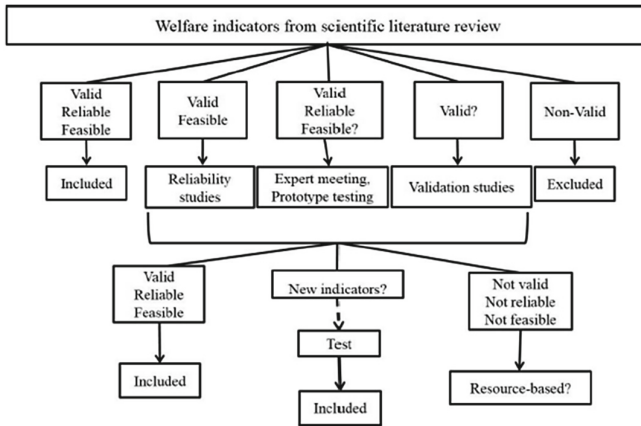 Welfare indicators from scientific literature review
Valid
Reliable
Feasible
Valid
Feasible
Valid
Reliable
Feasible?
Valid?
Non-Valid
Included
Reliability
studies
Expert meeting,
Prototype testing
Validation studies
Excluded
Valid
Reliable
Feasible
New indicators?
Not valid
Not reliable
Not feasible
Test
Included
Included
Resource-based?